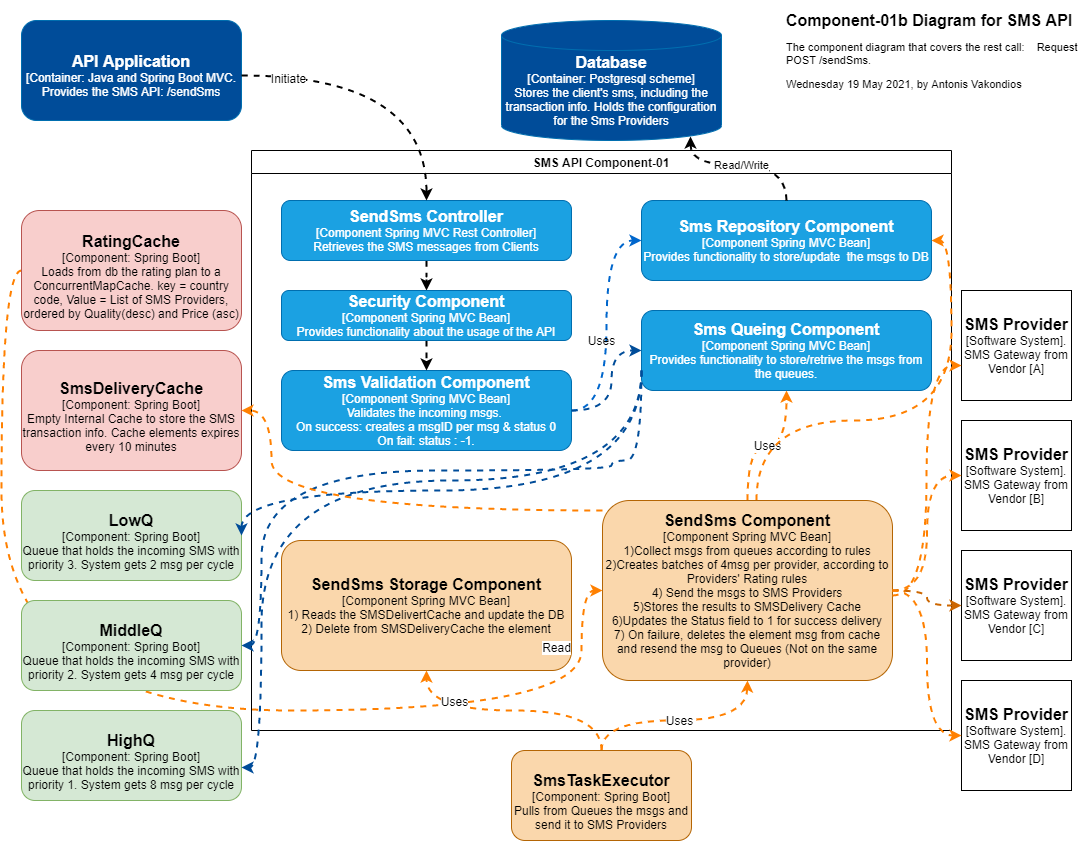 Component-01b Diagram for SMS API
The component diagram that covers the rest call: Request
POST /sendSms.
Wednesday 19 May 2021, by Antonis Vakondios
API Application
[Container: Java and Spring Boot MVC.
Provides the SMS API: /sendSms
Initiate
Database
[Container: Postgresql scheme]
Stores the client's sms, including the
transaction info. Holds the configuration
for the Sms Providers
Read/Write
SMS API Component-01
SendSms Controller
[Component Spring MVC Rest Controller]
Retrieves the SMS messages from Clients
Security Component
[Component Spring MVC Bean]
Provides functionality about the usage of the API
Sms Validation Component
[Component Spring MVC Bean]
Validates the incoming msgs.
On success: creates a msgID per msg & status 0
On fail: status : -1.
Uses
Sms Repository Component
[Component Spring MVC Bean]
Provides functionality to store/update the msgs to DB
Sms Queing Component
[Component Spring MVC Bean]
Provides functionality to store/retrive the msgs from
the queues.
Uses
RatingCache
[Component: Spring Boot]
Loads from db the rating plan to a
ConcurrentMapCache. key = country
code, Value = List of SMS Providers,
ordered by Quality(desc) and Price (asc)
SmsDeliveryCache
[Component: Spring Boot]
Empty Internal Cache to store the SMS
transaction info. Cache elements expires
every 10 minutes
LowQ
[Component: Spring Boot]
Queue that holds the incoming SMS with
priority 3. System gets 2 msg per cycle
MiddleQ
[Component: Spring Boot]
Queue that holds the incoming SMS with
priority 2. System gets 4 msg per cycle
HighQ
[Component: Spring Boot]
Queue that holds the incoming SMS with
priority 1. System gets 8 msg per cycle
SendSms Storage Component
[Component Spring MVC Bean]
1) Reads the SMSDelivertCache and update the DB
2) Delete from SMSDeliveryCache the element
Read
SendSms Component
[Component Spring MVC Bean]
1)Collect msgs from queues according to rules
2)Creates batches of 4msg per provider, according to
Providers' Rating rules
4) Send the msgs to SMS Providers
5)Stores the results to SMSDelivery Cache
6)Updates the Status field to 1 for success delivery
7) On failure, deletes the element msg from cache
and resend the msg to Queues (Not on the same
provider)
Uses
Uses
SmsTaskExecutor
[Component: Spring Boot]
Pulls from Queues the msgs and
send it to SMS Providers
SMS Provider
[Software System].
SMS Gateway from
Vendor [A]
SMS Provider
[Software System].
SMS Gateway from
Vendor [B]
SMS Provider
[Software System].
SMS Gateway from
Vendor [C]
SMS Provider
[Software System].
SMS Gateway from
Vendor [D]